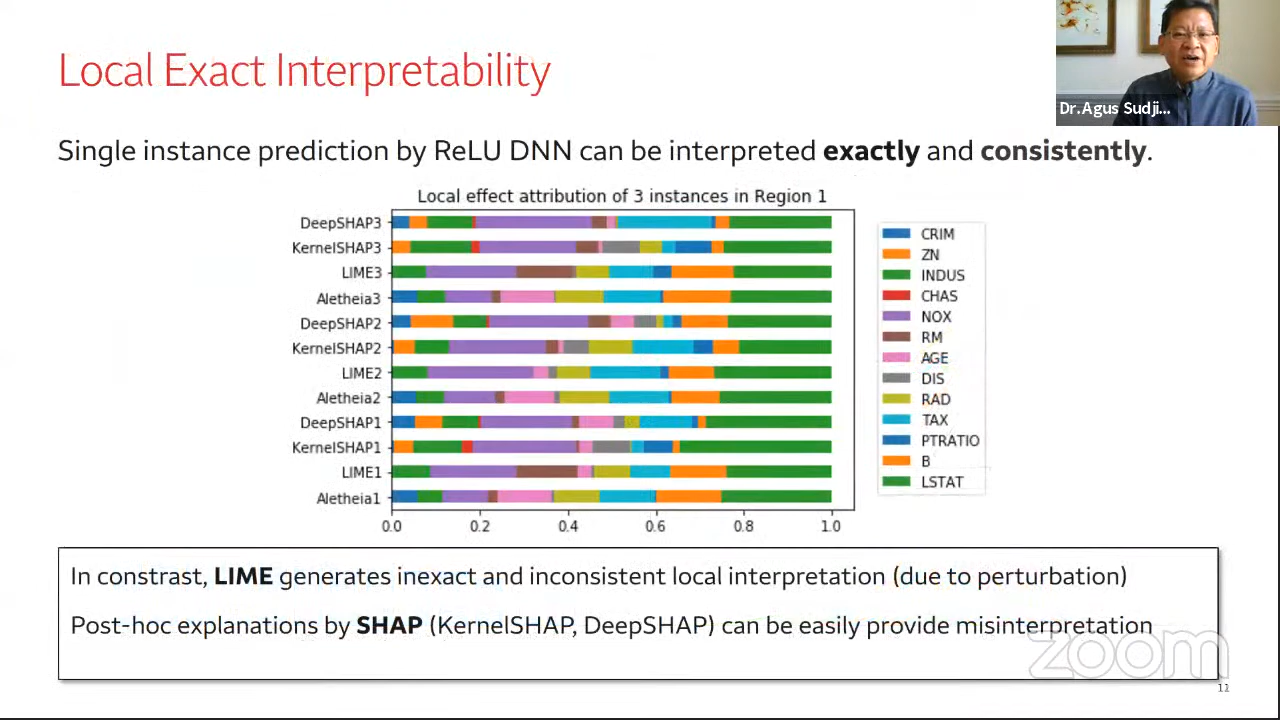 Local Exact Interpretability
Dr.Agus Sudji...
Single instance prediction by ReLU DNN can be interpreted exactly and consistently.
Local effect attribution of 3 instances in Region 1
DeepSHAP3
KernelSHAP3
LIME3
Aletheia3
DeepSHAP2
KernelSHAP2
LIME2
Aletheia2
DeepSHAP1
KernelSHAP1
LIME1
Aletheia1
0.0 0.2 0.4 0.6 0.8 1.0
CRIM
ZN
INDUS
CHAS
NOX
RM
AGE
DIS
RAD
TAX
PTRATIO
B
LSTAT
In constrast, LIME generates inexact and inconsistent local interpretation (due to perturbation)
Post-hoc explanations by SHAP (KernelSHAP, DeepSHAP) can be easily provide misinterpretation
zoom
11